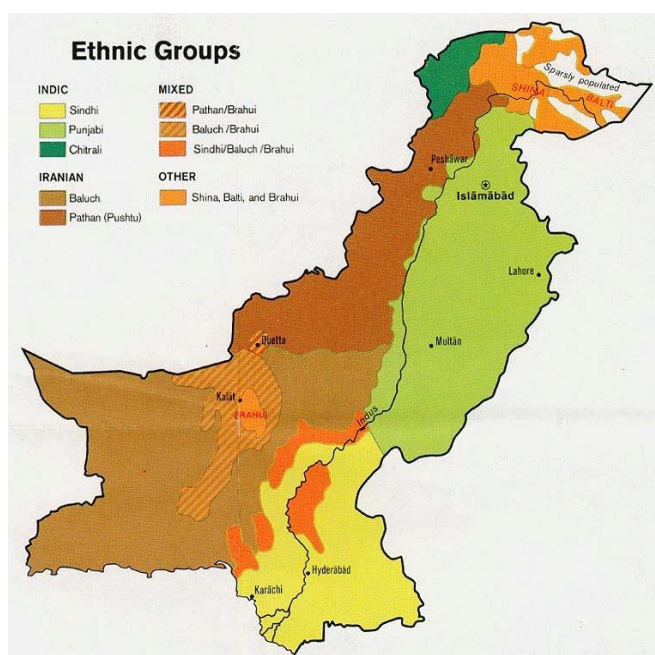 Ethnic Groups
INDIC
Sindhi
Punjabi
Chitrali
IRANIAN
Baluch
Pathan (Pushtu)
MIXED
Pathan/Brahui
Baluch/Brahui
Sindhi/Baluch/Brahui
OTHER
Shina, Balti, and Brahui
Sparsly populated
SHINA
BALTI
Peshāwar
Islāmābād
Lahore
Multān
Quetta
Kalāt
BRAHUI
Indus
Hyderābād
Karāchi